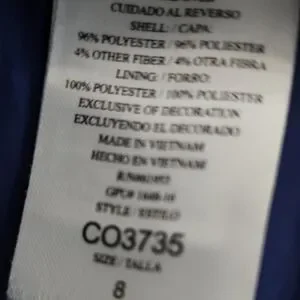 CUIDADO AL REVERSO
SHELL: / CAPA:
96% POLYESTER / 96% POLIESTER
4% OTHER FIBER / 4% OTRA FIBRA
LINING: / FORRO:
100% POLYESTER / 100% POLIESTER
EXCLUSIVE OF DECORATION
EXCLUYENDO EL DECORADO
MADE IN VIETNAM
HECHO EN VIETNAM
STYLE / ESTILO
CO3735
SIZE / TALLA
8